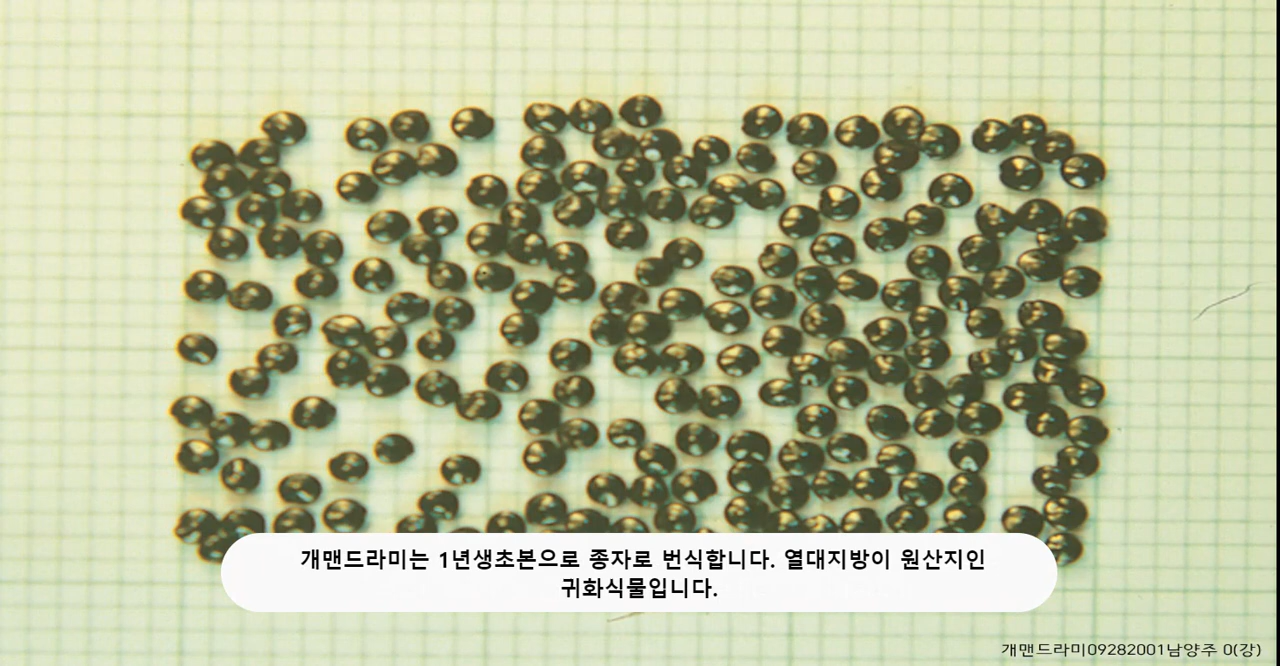 개맨드라미는 1년생초본으로 종자로 번식합니다. 열대지방이 원산지인
귀화식물입니다.
개맨드라미09282001남양주 0(강)